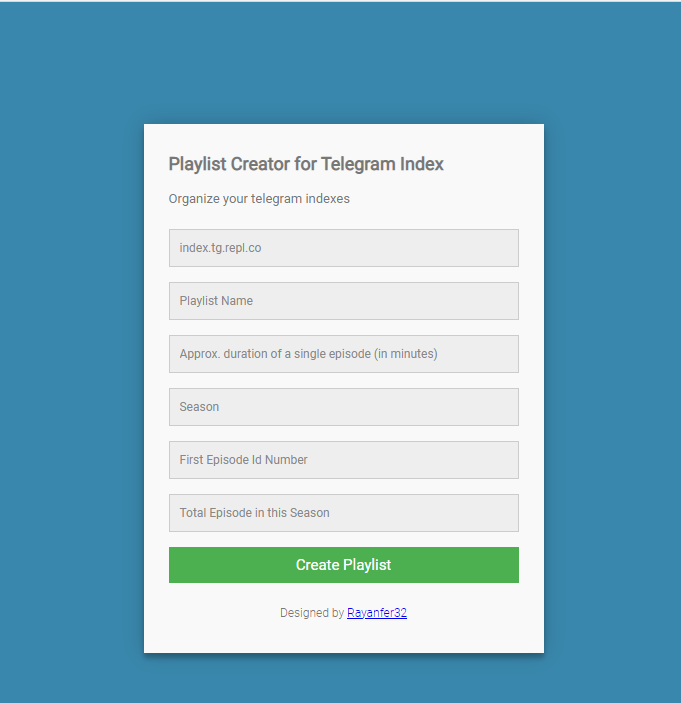 Playlist Creator for Telegram Index
Organize your telegram indexes
index.tg.repl.co
Playlist Name
Approx. duration of a single episode (in minutes)
Season
First Episode Id Number
Total Episode in this Season
Create Playlist
Designed by Rayanfer32